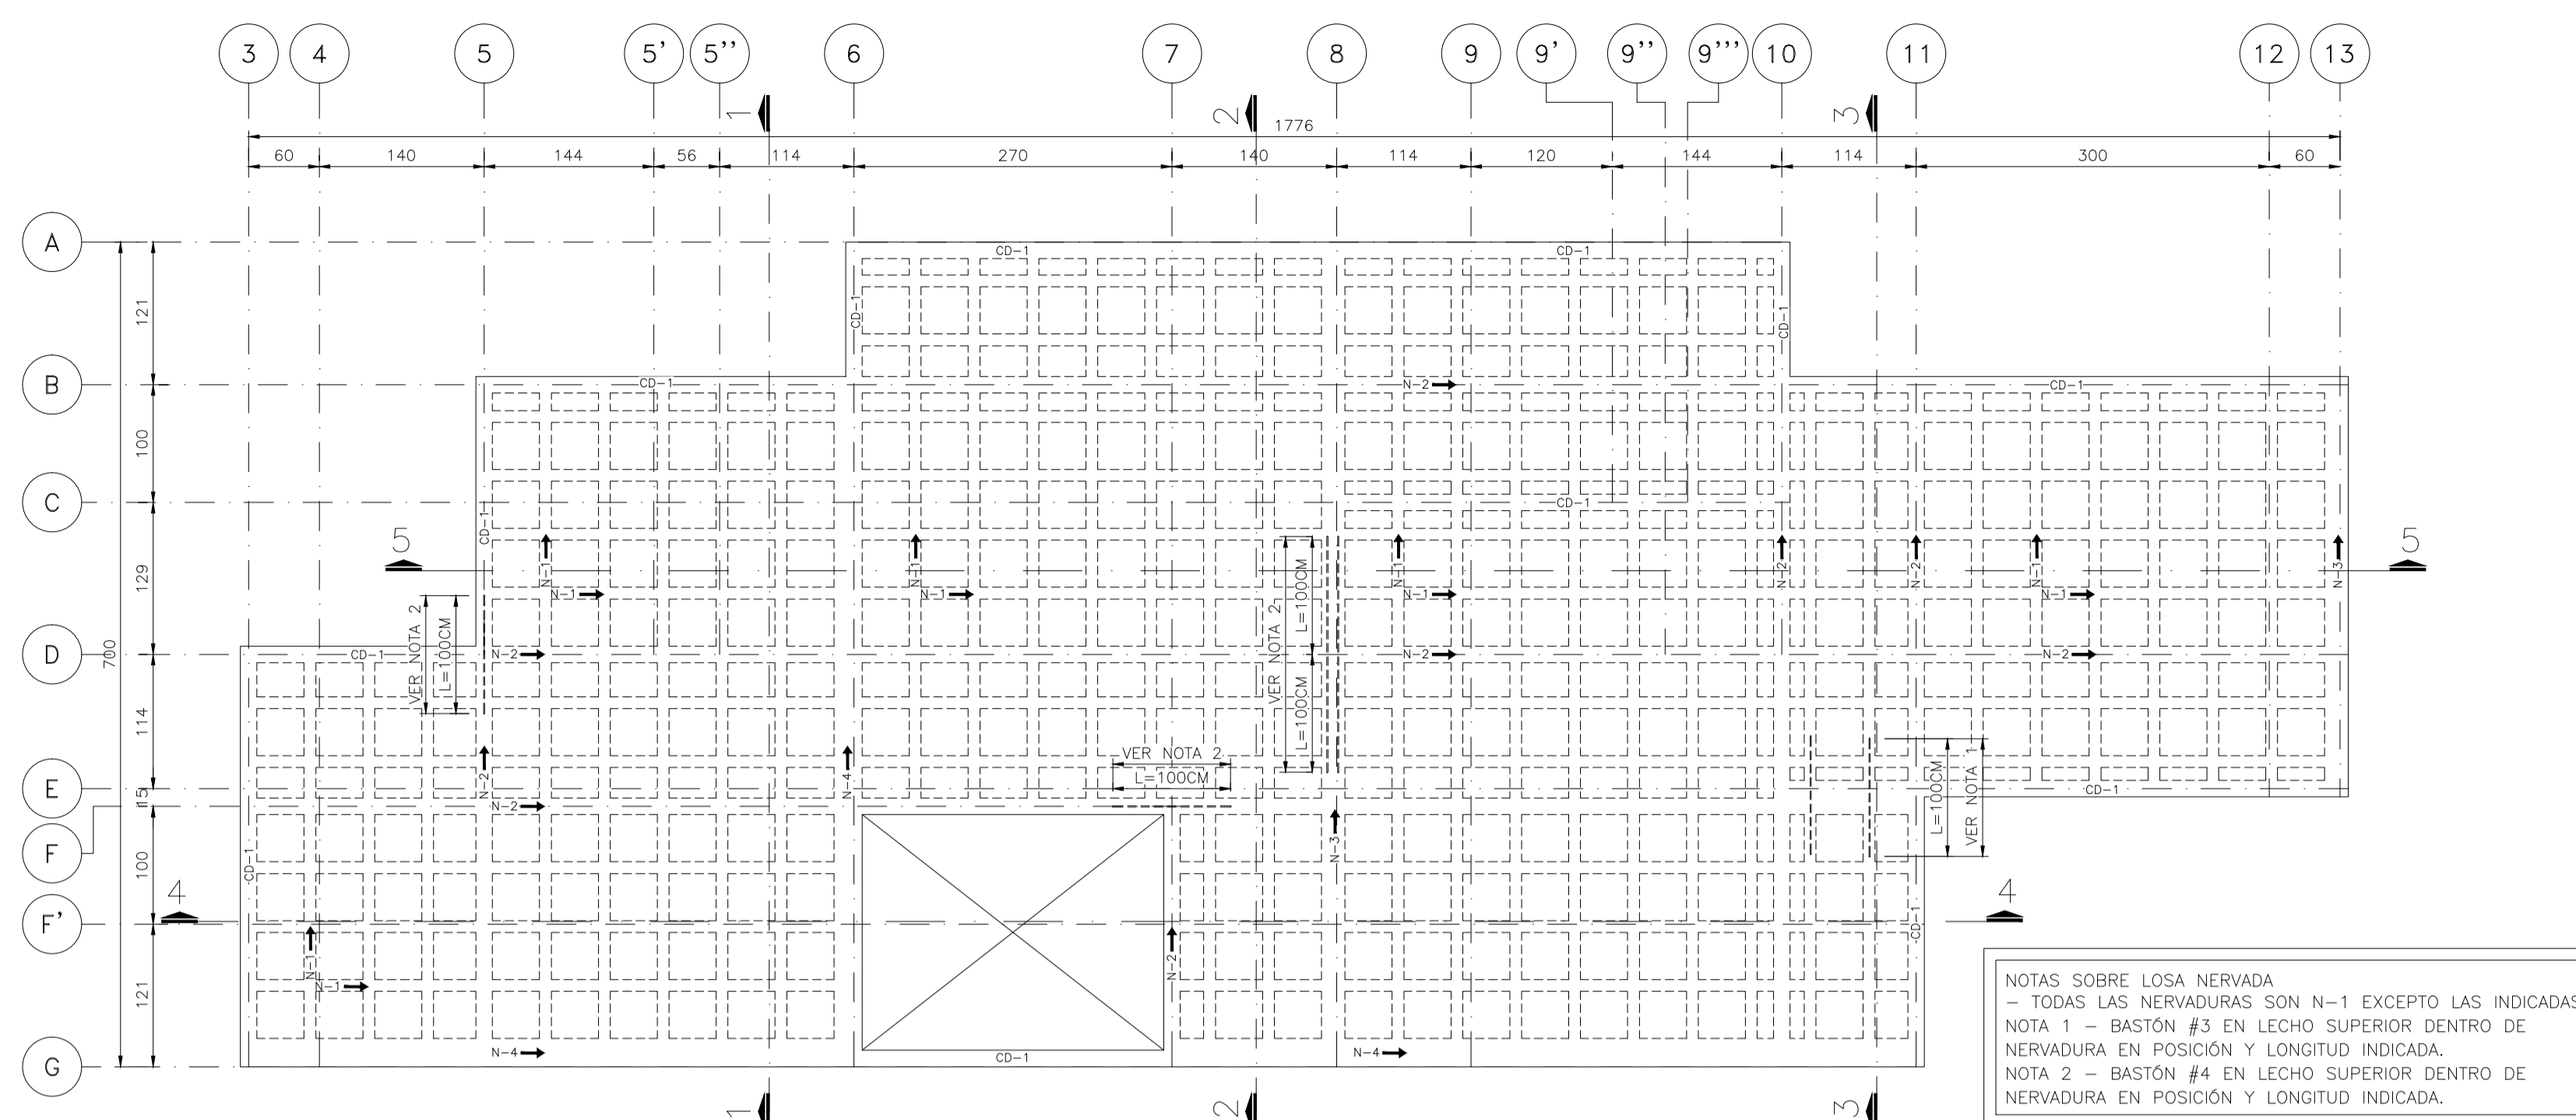 3 4 5 5' 5'' 6 7 8 9 9' 9'' 9''' 10 11 12 13
1 2 3
1776
60 140 144 56 114 270 140 114 120 144 114 300 60
A
CD-1 CD-1
121
CD-1 CD-1
B
CD-1 N-2 CD-1
100
C
CD-1 CD-1
129
5 5
N-1 N-1 N-1 N-2 N-2 N-1 N-3
N-1 N-1 N-1 N-1
VER NOTA 2
L=100CM
VER NOTA 2
L=100CM
L=100CM
D
700
CD-1 N-2 N-2 N-2
114
N-2 N-4
VER NOTA 2
L=100CM
L=100CM
VER NOTA 1
E
CD-1
15
N-2
F
100
CD-1 N-3
4 4
F'
N-1 N-2 CD-1
N-1
121
N-4 CD-1 N-4
G
1 2 3
NOTAS SOBRE LOSA NERVADA
- TODAS LAS NERVADURAS SON N-1 EXCEPTO LAS INDICADAS
NOTA 1 - BASTÓN #3 EN LECHO SUPERIOR DENTRO DE
NERVADURA EN POSICIÓN Y LONGITUD INDICADA.
NOTA 2 - BASTÓN #4 EN LECHO SUPERIOR DENTRO DE
NERVADURA EN POSICIÓN Y LONGITUD INDICADA.